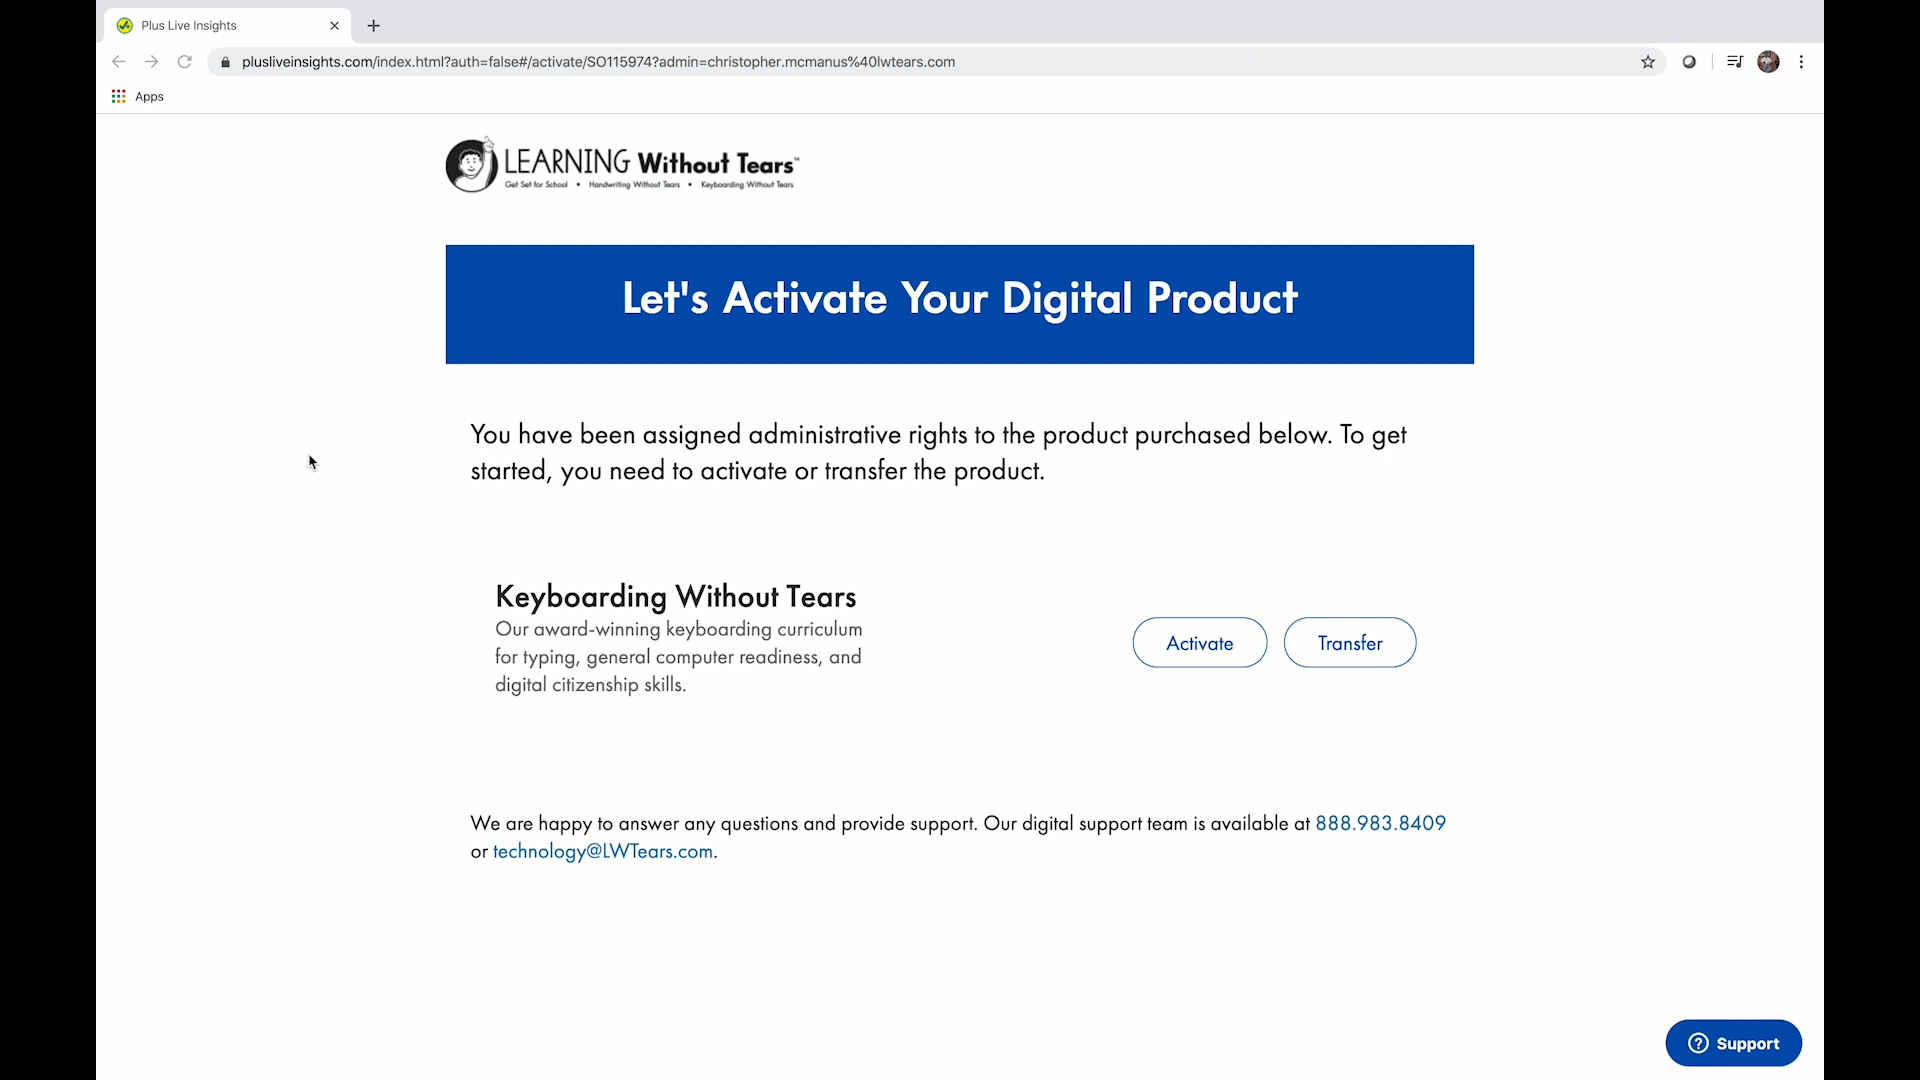 Plus Live Insights
plusliveinsights.com/index.html?auth=false#/activate/SO115974?admin=christopher.mcmanus%40lwtears.com
Apps
LEARNING Without Tears™
Get Set for School • Handwriting Without Tears • Keyboarding Without Tears
Let's Activate Your Digital Product
You have been assigned administrative rights to the product purchased below. To get
started, you need to activate or transfer the product.
Keyboarding Without Tears
Our award-winning keyboarding curriculum
for typing, general computer readiness, and
digital citizenship skills.
Activate
Transfer
We are happy to answer any questions and provide support. Our digital support team is available at 888.983.8409
or technology@LWTears.com.
Support